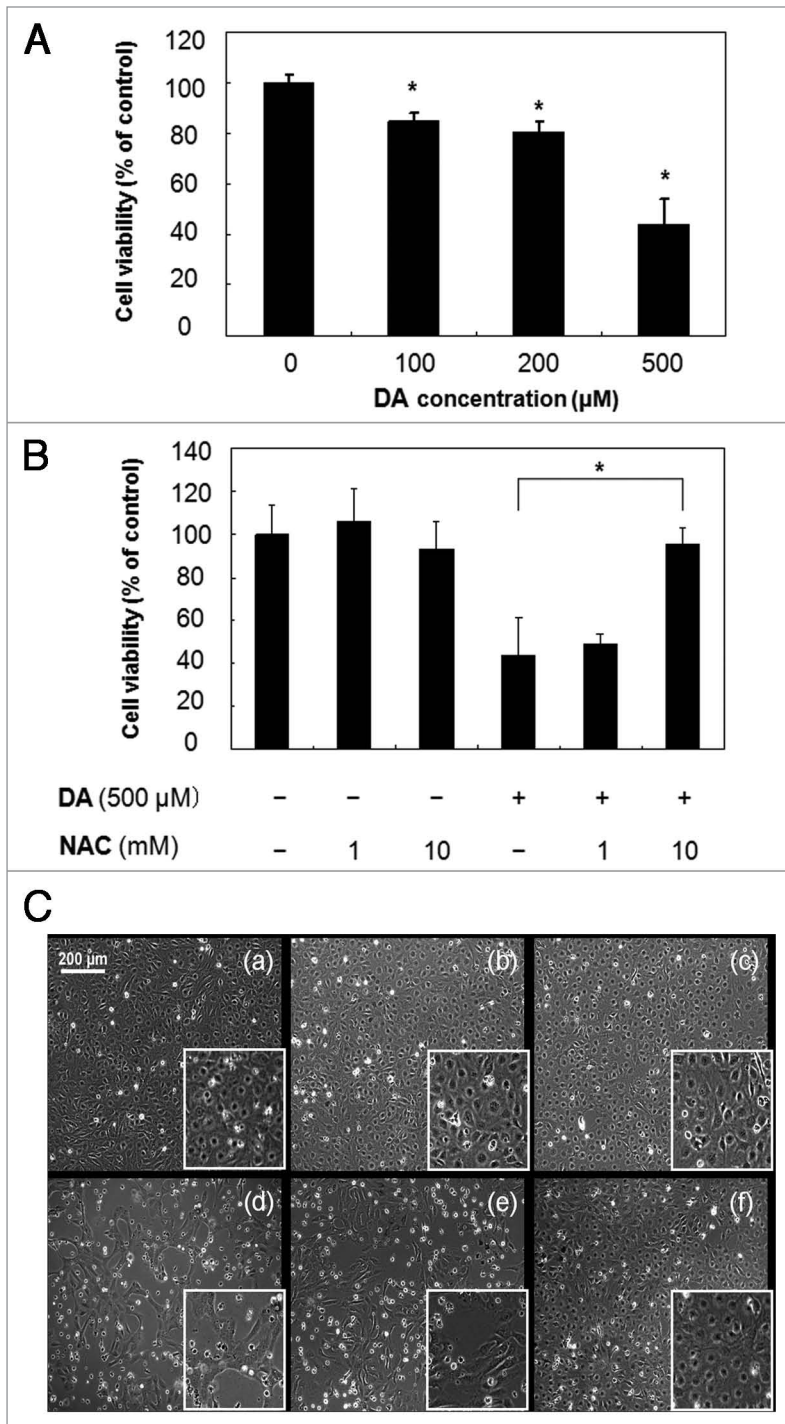 A
Cell viability (% of control)
120
100
80
60
40
20
0
*
*
*
0 100 200 500
DA concentration (µM)
B
Cell viability (% of control)
140
120
100
80
60
40
20
0
*
DA (500 µM) – – – + + +
NAC (mM) – 1 10 – 1 10
C
200 µm
(a) (b) (c)
(d) (e) (f)